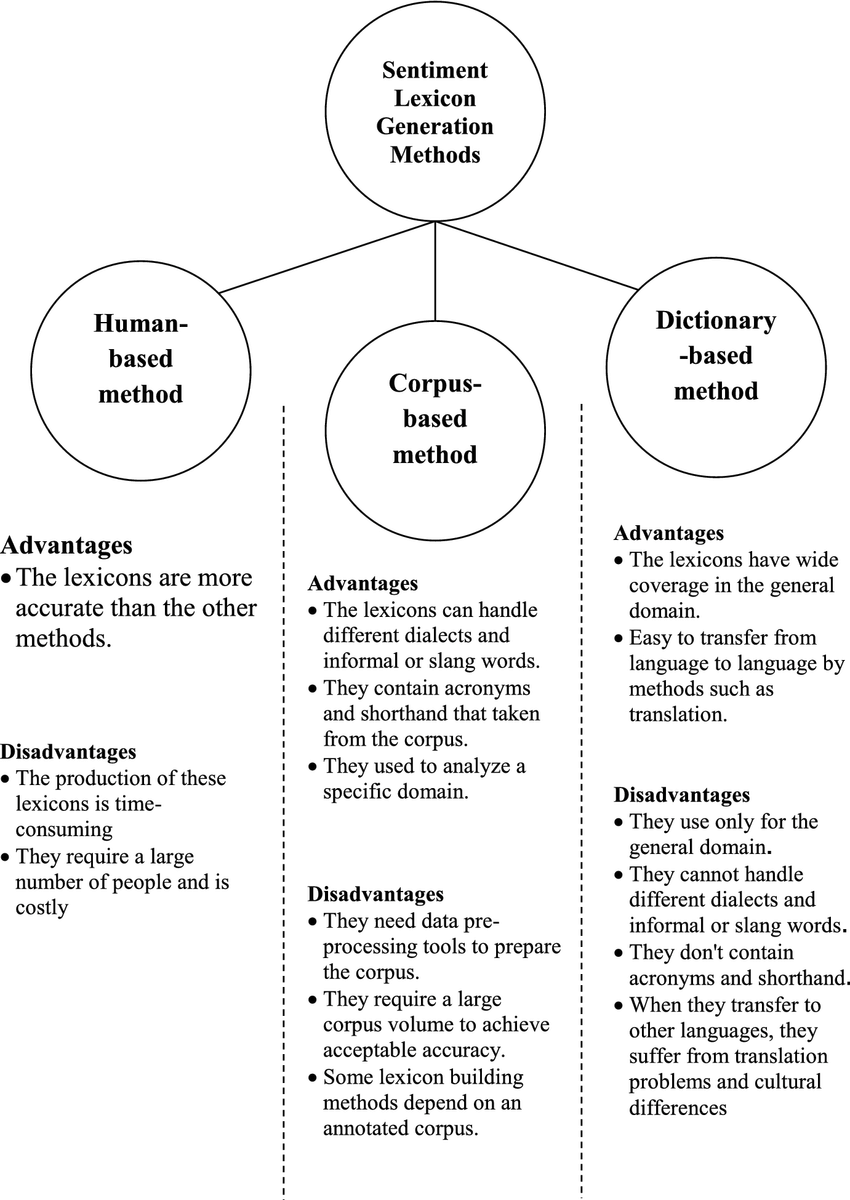 Sentiment
Lexicon
Generation
Methods
Human-
based
method
Corpus-
based
method
Dictionary
-based
method
Advantages
• The lexicons are more
accurate than the other
methods.
Disadvantages
• The production of these
lexicons is time-
consuming
• They require a large
number of people and is
costly
Advantages
• The lexicons can handle
different dialects and
informal or slang words.
• They contain acronyms
and shorthand that taken
from the corpus.
• They used to analyze a
specific domain.
Disadvantages
• They need data pre-
processing tools to prepare
the corpus.
• They require a large
corpus volume to achieve
acceptable accuracy.
• Some lexicon building
methods depend on an
annotated corpus.
Advantages
• The lexicons have wide
coverage in the general
domain.
• Easy to transfer from
language to language by
methods such as
translation.
Disadvantages
• They use only for the
general domain.
• They cannot handle
different dialects and
informal or slang words.
• They don't contain
acronyms and shorthand.
• When they transfer to
other languages, they
suffer from translation
problems and cultural
differences